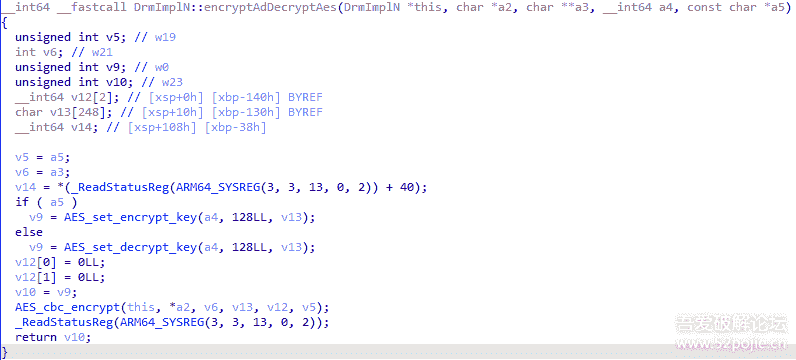 __int64 __fastcall DrmImplN::encryptAdDecryptAes(DrmImplN *this, char *a2, char **a3, __int64 a4, const char *a5)
{
unsigned int v5; // w19
int v6; // w21
unsigned int v9; // w0
unsigned int v10; // w23
__int64 v12[2]; // [xsp+0h] [xbp-140h] BYREF
char v13[248]; // [xsp+10h] [xbp-130h] BYREF
__int64 v14; // [xsp+108h] [xbp-38h]
v5 = a5;
v6 = a3;
v14 = *(_ReadStatusReg(ARM64_SYSREG(3, 3, 13, 0, 2)) + 40);
if ( a5 )
v9 = AES_set_encrypt_key(a4, 128LL, v13);
else
v9 = AES_set_decrypt_key(a4, 128LL, v13);
v12[0] = 0LL;
v12[1] = 0LL;
v10 = v9;
AES_cbc_encrypt(this, *a2, v6, v13, v12, v5);
_ReadStatusReg(ARM64_SYSREG(3, 3, 13, 0, 2));
return v10;
}
吾爱破解论坛
www.52pojie.cn